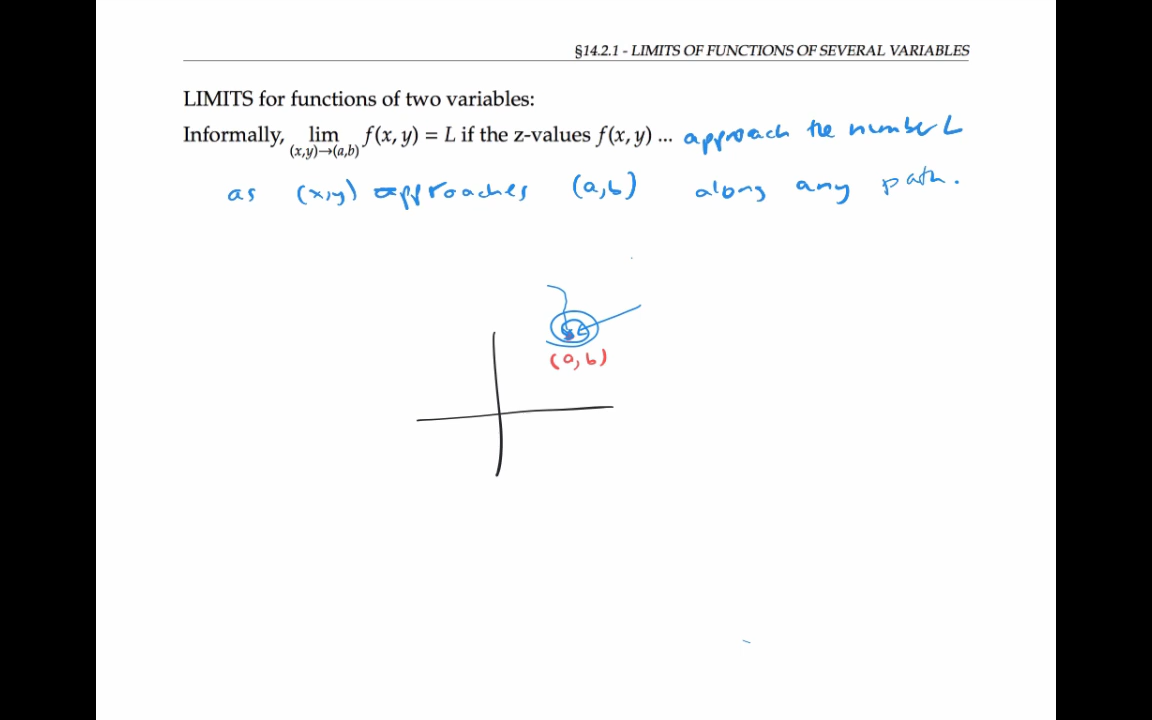 §14.2.1 - LIMITS OF FUNCTIONS OF SEVERAL VARIABLES
LIMITS for functions of two variables:
Informally, lim (x,y)→(a,b) f(x, y) = L if the z-values f(x, y) ... approach the number L
as (x,y) approaches (a,b) along any path.
(a,b)